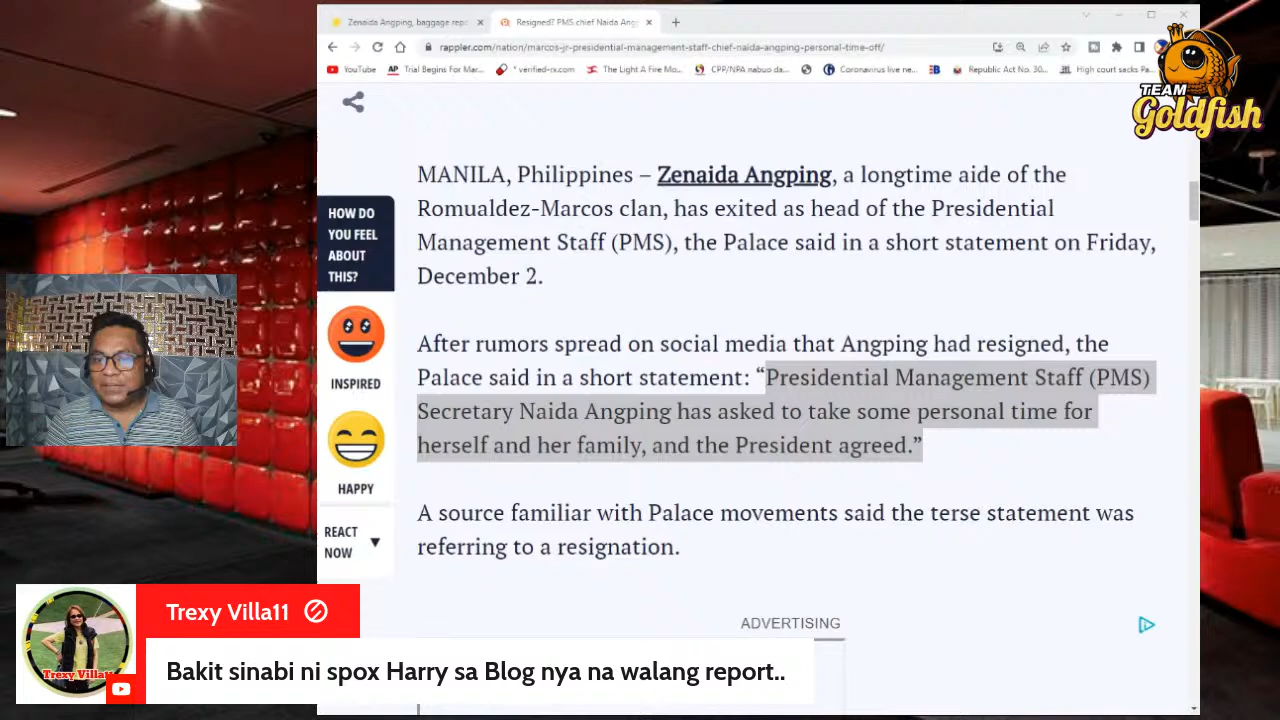 Zenaida Angping, baggage repo
Resigned? PMS chief Naida Ang
rappler.com/nation/marcos-jr-presidential-management-staff-chief-naida-angping-personal-time-off/
YouTube
AP Trial Begins For Mar...
* verified-rx.com
The Light A Fire Mo...
CPP/NPA nabuo da...
Coronavirus live ne...
Republic Act No. 30...
High court sacks Pa
TEAM
Goldfish
MANILA, Philippines – Zenaida Angping, a longtime aide of the
Romualdez-Marcos clan, has exited as head of the Presidential
Management Staff (PMS), the Palace said in a short statement on Friday,
December 2.
HOW DO
YOU FEEL
ABOUT
THIS?
INSPIRED
HAPPY
REACT
NOW
After rumors spread on social media that Angping had resigned, the
Palace said in a short statement: “Presidential Management Staff (PMS)
Secretary Naida Angping has asked to take some personal time for
herself and her family, and the President agreed.”
A source familiar with Palace movements said the terse statement was
referring to a resignation.
ADVERTISING
Trexy Villa11
Trexy Villa11
Bakit sinabi ni spox Harry sa Blog nya na walang report..